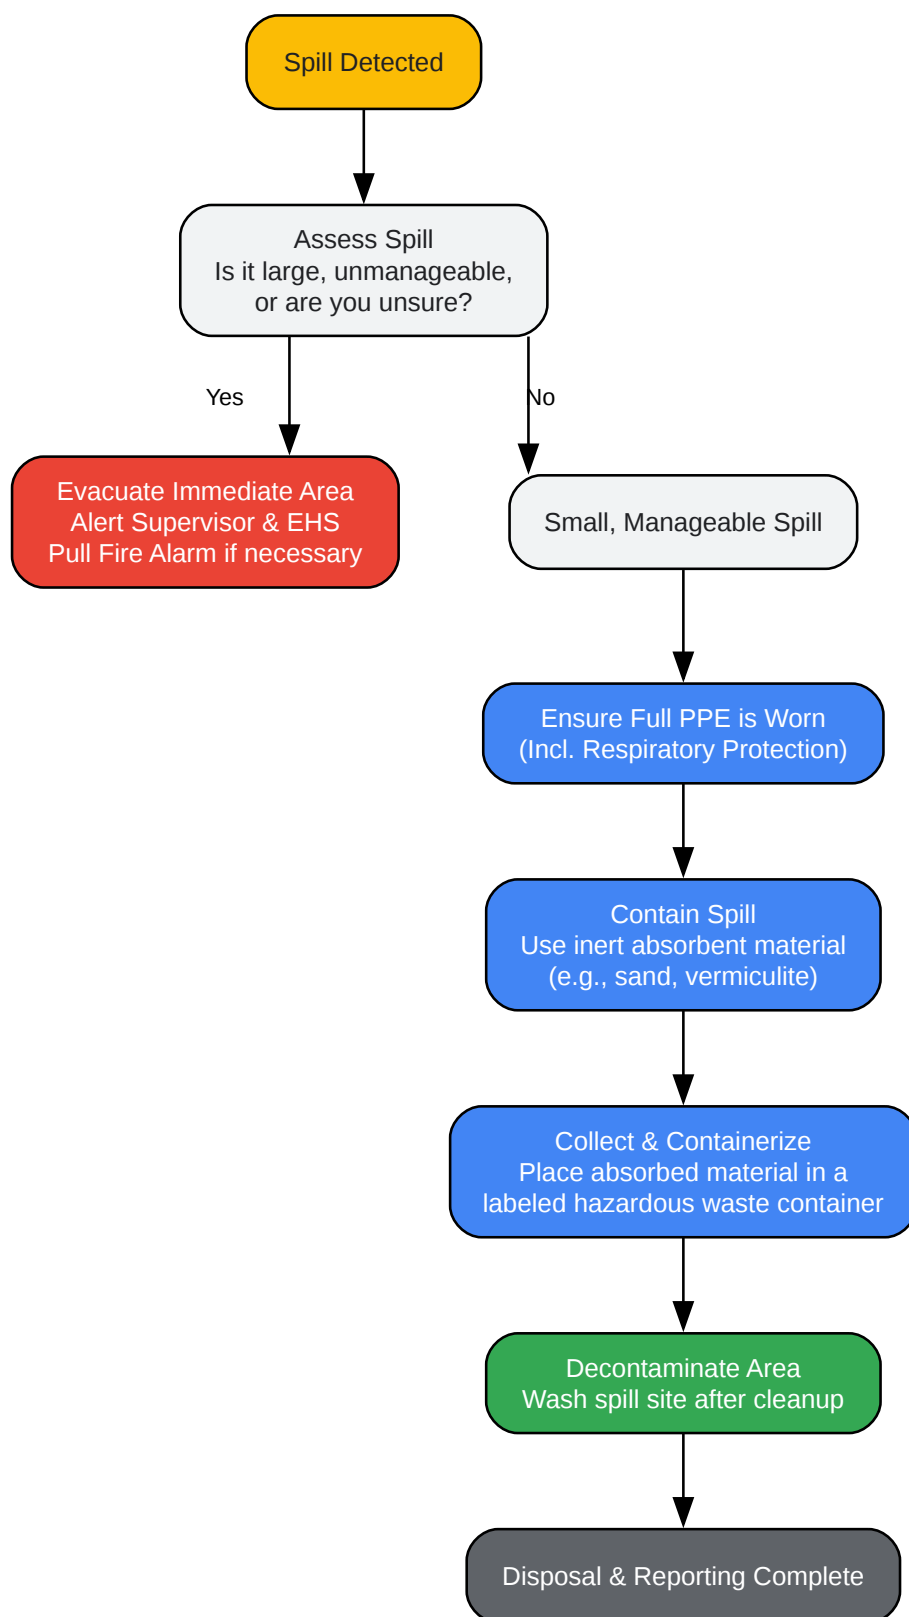 Spill Detected
Assess Spill
Is it large, unmanageable,
or are you unsure?
Yes
No
Evacuate Immediate Area
Alert Supervisor & EHS
Pull Fire Alarm if necessary
Small, Manageable Spill
Ensure Full PPE is Worn
(Incl. Respiratory Protection)
Contain Spill
Use inert absorbent material
(e.g., sand, vermiculite)
Collect & Containerize
Place absorbed material in a
labeled hazardous waste container
Decontaminate Area
Wash spill site after cleanup
Disposal & Reporting Complete